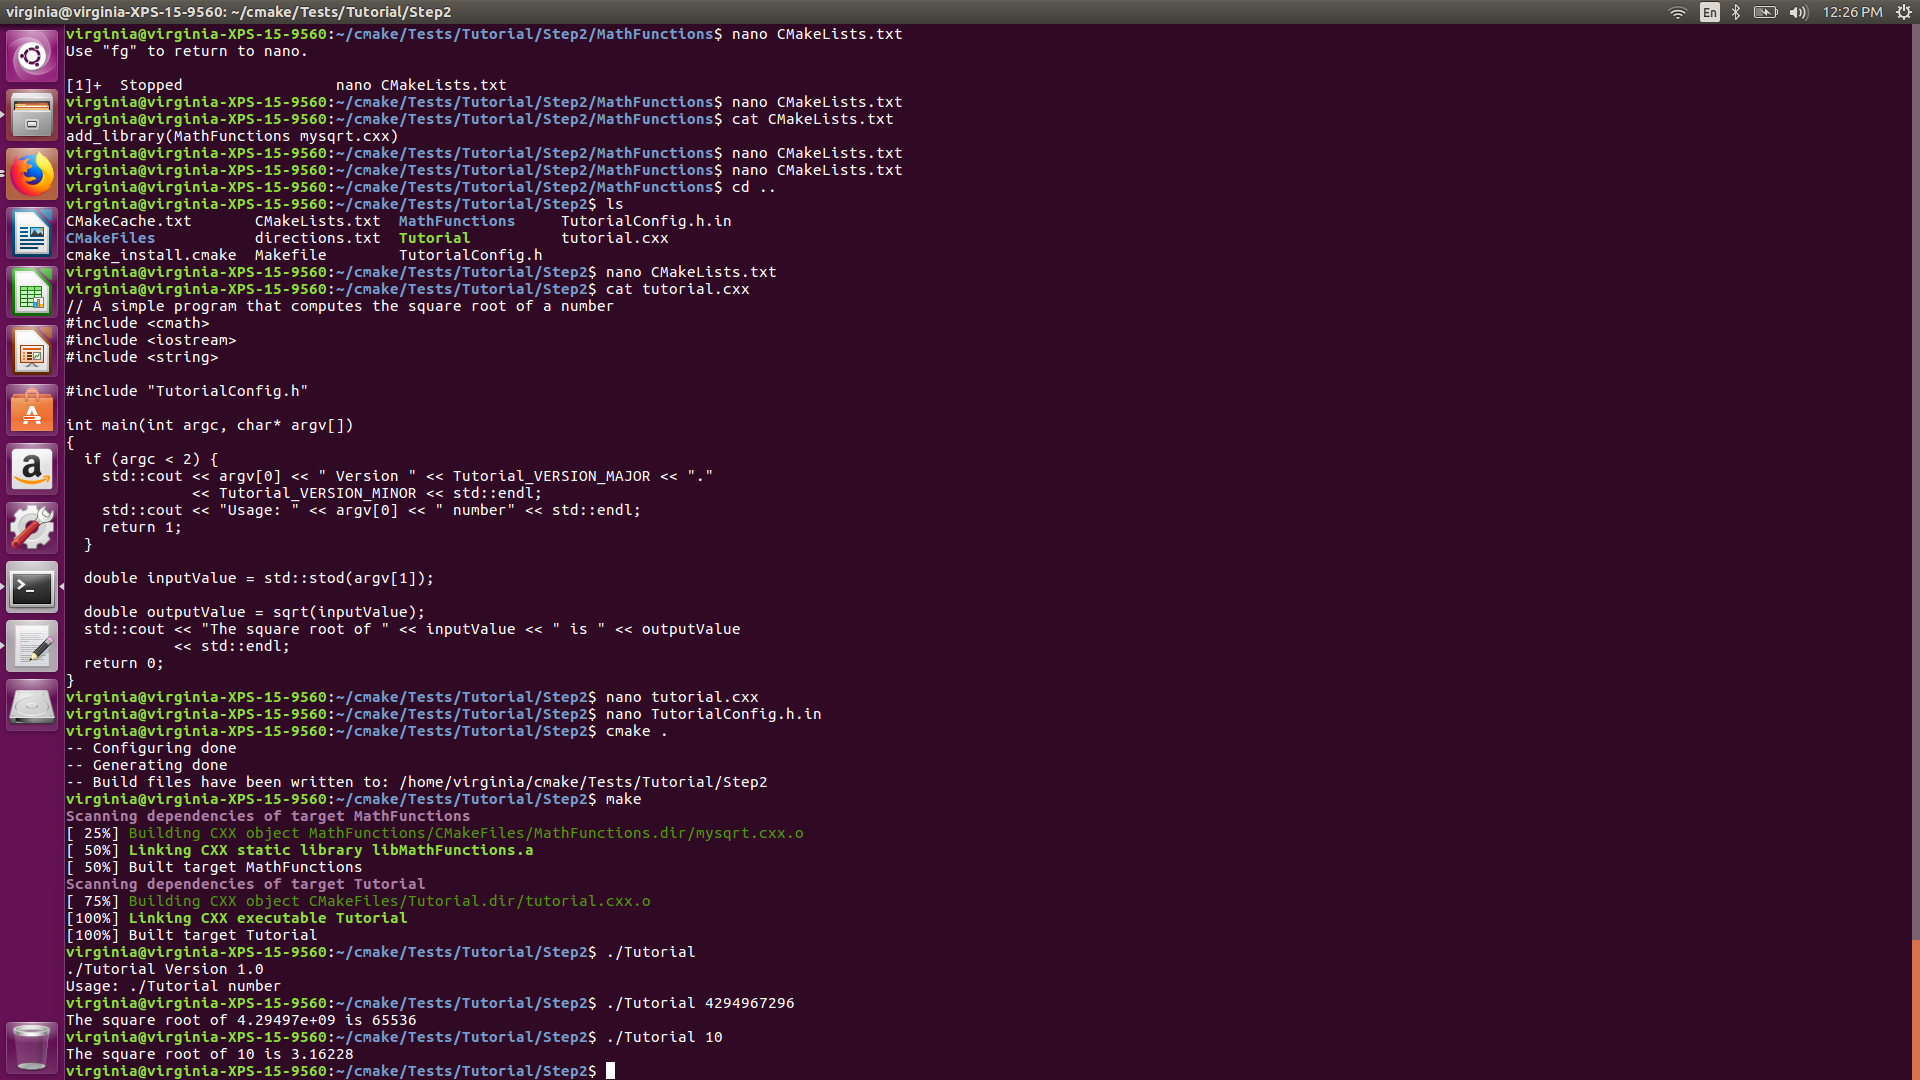 virginia@virginia-XPS-15-9560: ~/cmake/Tests/Tutorial/Step2
En
12:26 PM
virginia@virginia-XPS-15-9560:~/cmake/Tests/Tutorial/Step2/MathFunctions$ nano CMakeLists.txt
Use "fg" to return to nano.
[1]+  Stopped                 nano CMakeLists.txt
virginia@virginia-XPS-15-9560:~/cmake/Tests/Tutorial/Step2/MathFunctions$ nano CMakeLists.txt
virginia@virginia-XPS-15-9560:~/cmake/Tests/Tutorial/Step2/MathFunctions$ cat CMakeLists.txt
add_library(MathFunctions mysqrt.cxx)
virginia@virginia-XPS-15-9560:~/cmake/Tests/Tutorial/Step2/MathFunctions$ nano CMakeLists.txt
virginia@virginia-XPS-15-9560:~/cmake/Tests/Tutorial/Step2/MathFunctions$ nano CMakeLists.txt
virginia@virginia-XPS-15-9560:~/cmake/Tests/Tutorial/Step2/MathFunctions$ cd ..
virginia@virginia-XPS-15-9560:~/cmake/Tests/Tutorial/Step2$ ls
CMakeCache.txt       CMakeLists.txt  MathFunctions     TutorialConfig.h.in
CMakeFiles           directions.txt  Tutorial          tutorial.cxx
cmake_install.cmake  Makefile        TutorialConfig.h
virginia@virginia-XPS-15-9560:~/cmake/Tests/Tutorial/Step2$ nano CMakeLists.txt
virginia@virginia-XPS-15-9560:~/cmake/Tests/Tutorial/Step2$ cat tutorial.cxx
// A simple program that computes the square root of a number
#include <cmath>
#include <iostream>
#include <string>
#include "TutorialConfig.h"
int main(int argc, char* argv[])
{
  if (argc < 2) {
    std::cout << argv[0] << " Version " << Tutorial_VERSION_MAJOR << "."
              << Tutorial_VERSION_MINOR << std::endl;
    std::cout << "Usage: " << argv[0] << " number" << std::endl;
    return 1;
  }
  double inputValue = std::stod(argv[1]);
  double outputValue = sqrt(inputValue);
  std::cout << "The square root of " << inputValue << " is " << outputValue
            << std::endl;
  return 0;
}
virginia@virginia-XPS-15-9560:~/cmake/Tests/Tutorial/Step2$ nano tutorial.cxx
virginia@virginia-XPS-15-9560:~/cmake/Tests/Tutorial/Step2$ nano TutorialConfig.h.in
virginia@virginia-XPS-15-9560:~/cmake/Tests/Tutorial/Step2$ cmake .
-- Configuring done
-- Generating done
-- Build files have been written to: /home/virginia/cmake/Tests/Tutorial/Step2
virginia@virginia-XPS-15-9560:~/cmake/Tests/Tutorial/Step2$ make
Scanning dependencies of target MathFunctions
[ 25%] Building CXX object MathFunctions/CMakeFiles/MathFunctions.dir/mysqrt.cxx.o
[ 50%] Linking CXX static library libMathFunctions.a
[ 50%] Built target MathFunctions
Scanning dependencies of target Tutorial
[ 75%] Building CXX object CMakeFiles/Tutorial.dir/tutorial.cxx.o
[100%] Linking CXX executable Tutorial
[100%] Built target Tutorial
virginia@virginia-XPS-15-9560:~/cmake/Tests/Tutorial/Step2$ ./Tutorial
./Tutorial Version 1.0
Usage: ./Tutorial number
virginia@virginia-XPS-15-9560:~/cmake/Tests/Tutorial/Step2$ ./Tutorial 4294967296
The square root of 4.29497e+09 is 65536
virginia@virginia-XPS-15-9560:~/cmake/Tests/Tutorial/Step2$ ./Tutorial 10
The square root of 10 is 3.16228
virginia@virginia-XPS-15-9560:~/cmake/Tests/Tutorial/Step2$